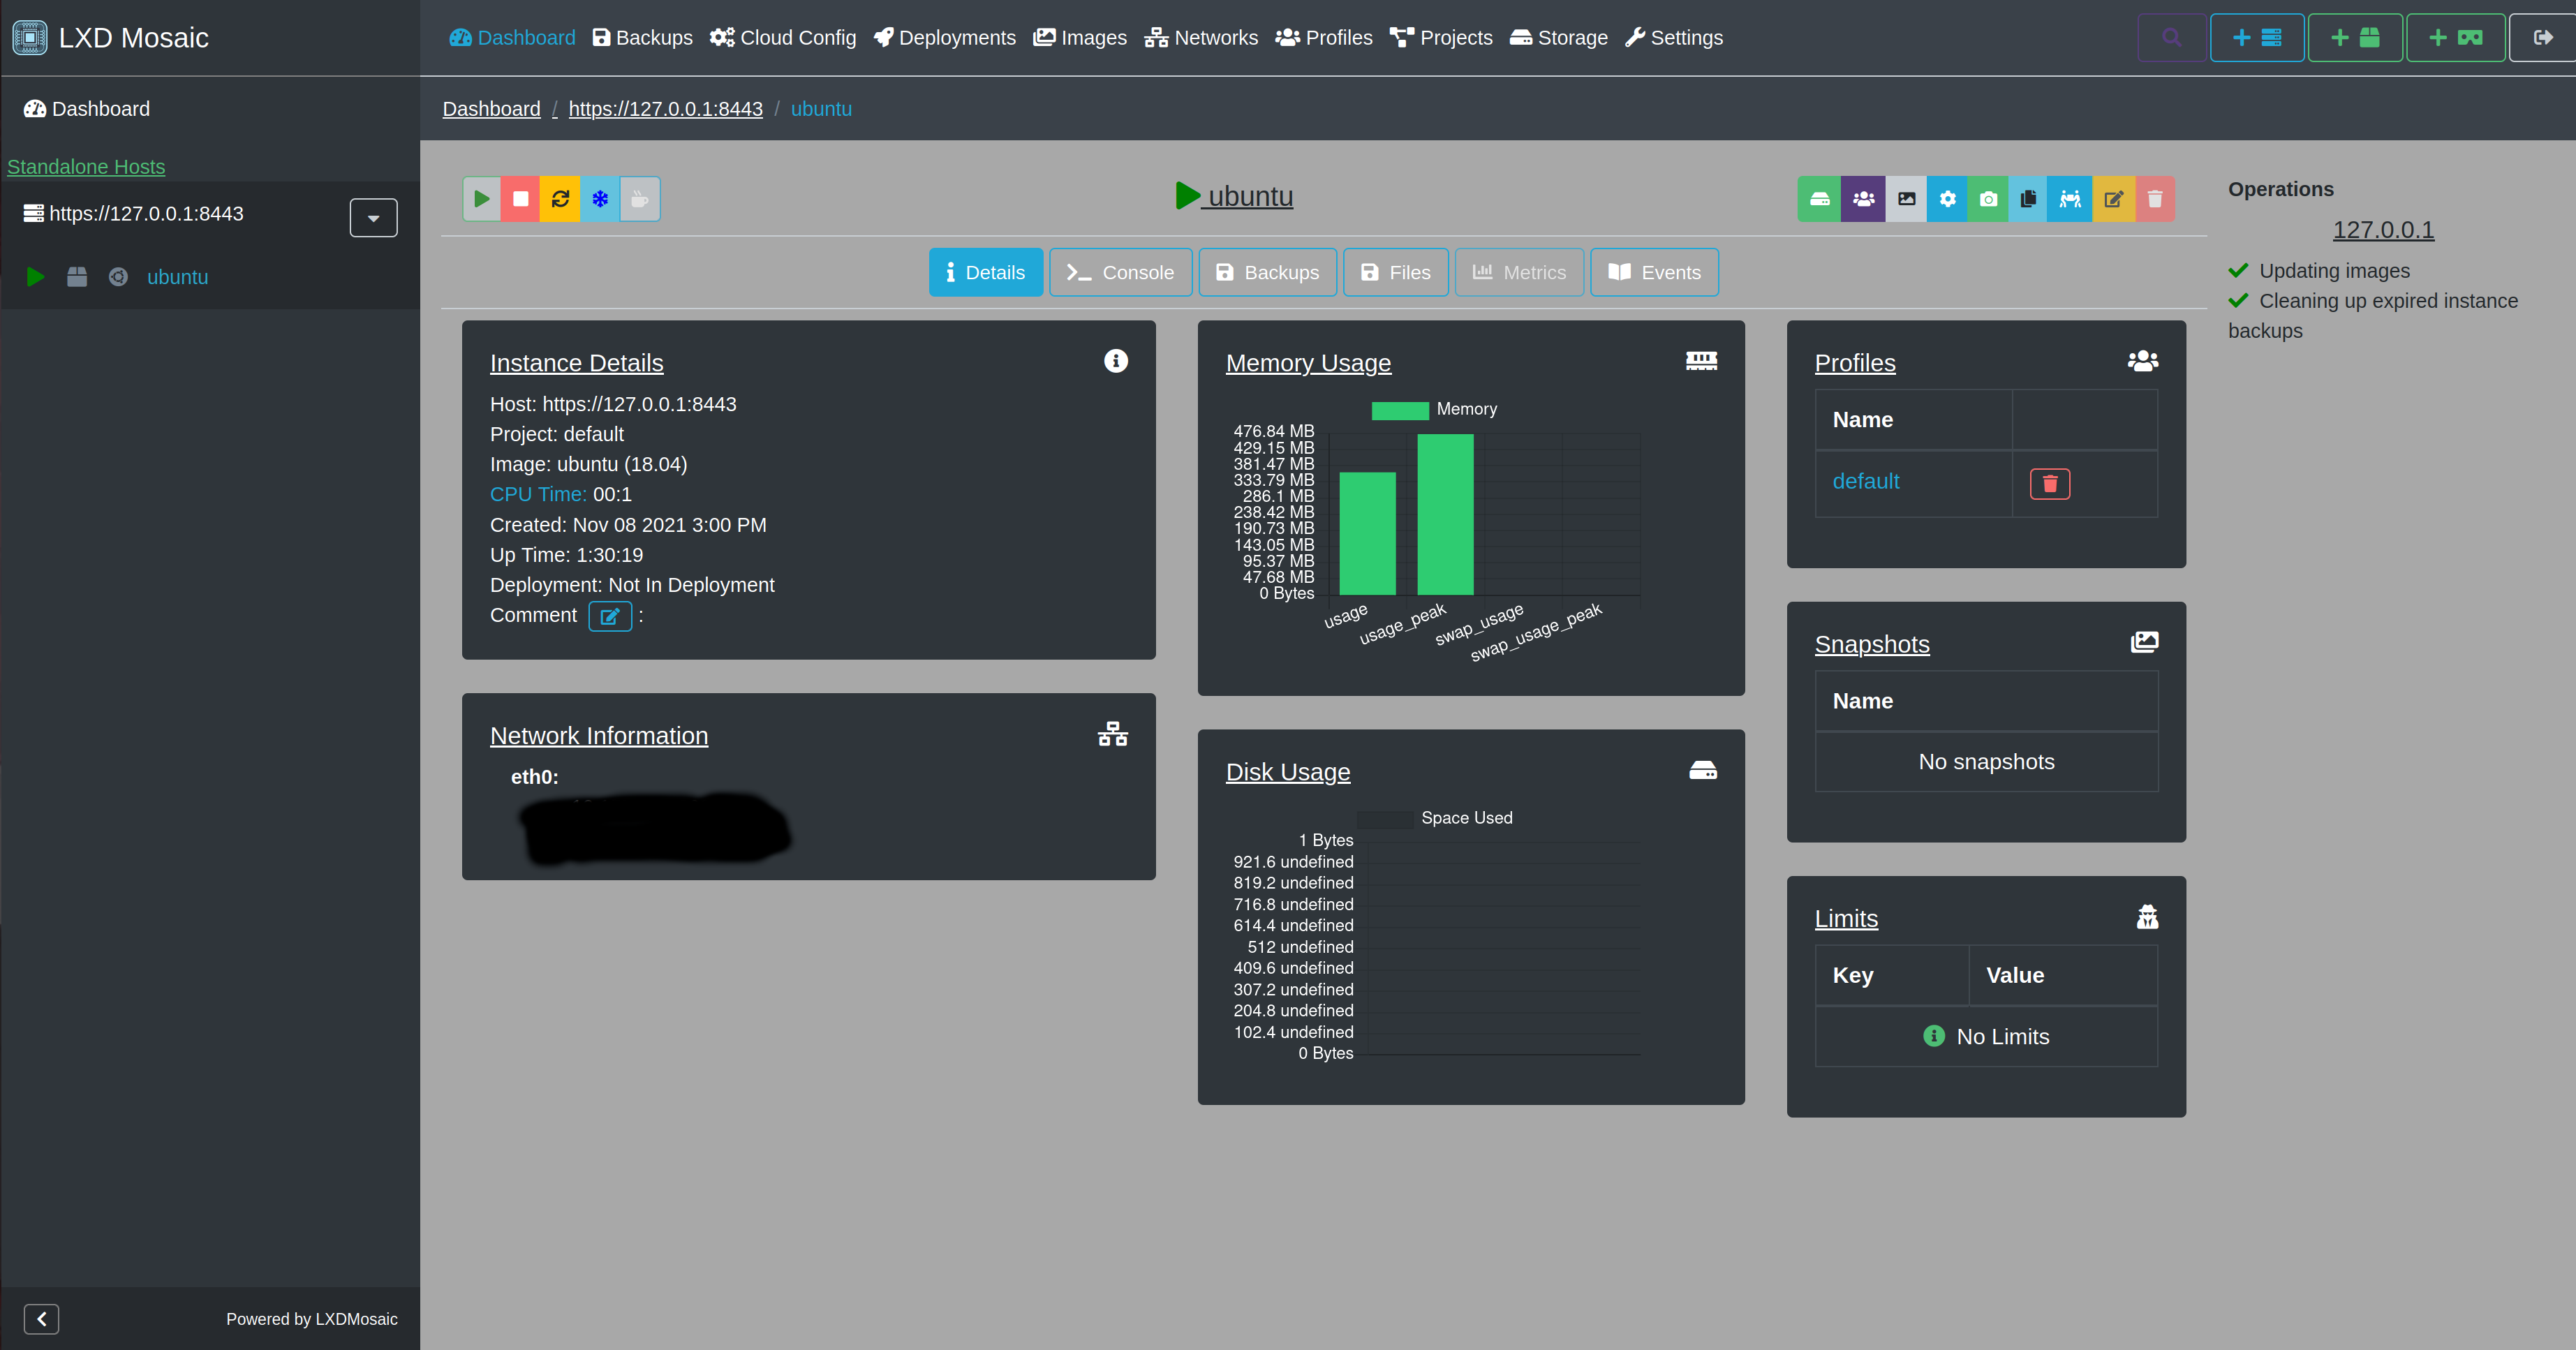 LXD Mosaic
Dashboard Backups Cloud Config Deployments Images Networks Profiles Projects Storage Settings
Dashboard
Standalone Hosts
https://127.0.0.1:8443
ubuntu
Powered by LXDMosaic
Dashboard / https://127.0.0.1:8443 / ubuntu
ubuntu
Details Console Backups Files Metrics Events
Instance Details
Host: https://127.0.0.1:8443
Project: default
Image: ubuntu (18.04)
CPU Time: 00:1
Created: Nov 08 2021 3:00 PM
Up Time: 1:30:19
Deployment: Not In Deployment
Comment :
Network Information
eth0:
Memory Usage
Memory
476.84 MB
429.15 MB
381.47 MB
333.79 MB
286.1 MB
238.42 MB
190.73 MB
143.05 MB
95.37 MB
47.68 MB
0 Bytes
usage usage_peak swap_usage swap_usage_peak
Disk Usage
Space Used
1 Bytes
921.6 undefined
819.2 undefined
716.8 undefined
614.4 undefined
512 undefined
409.6 undefined
307.2 undefined
204.8 undefined
102.4 undefined
0 Bytes
Profiles
Name
default
Snapshots
Name
No snapshots
Limits
Key Value
No Limits
Operations
127.0.0.1
Updating images
Cleaning up expired instance
backups